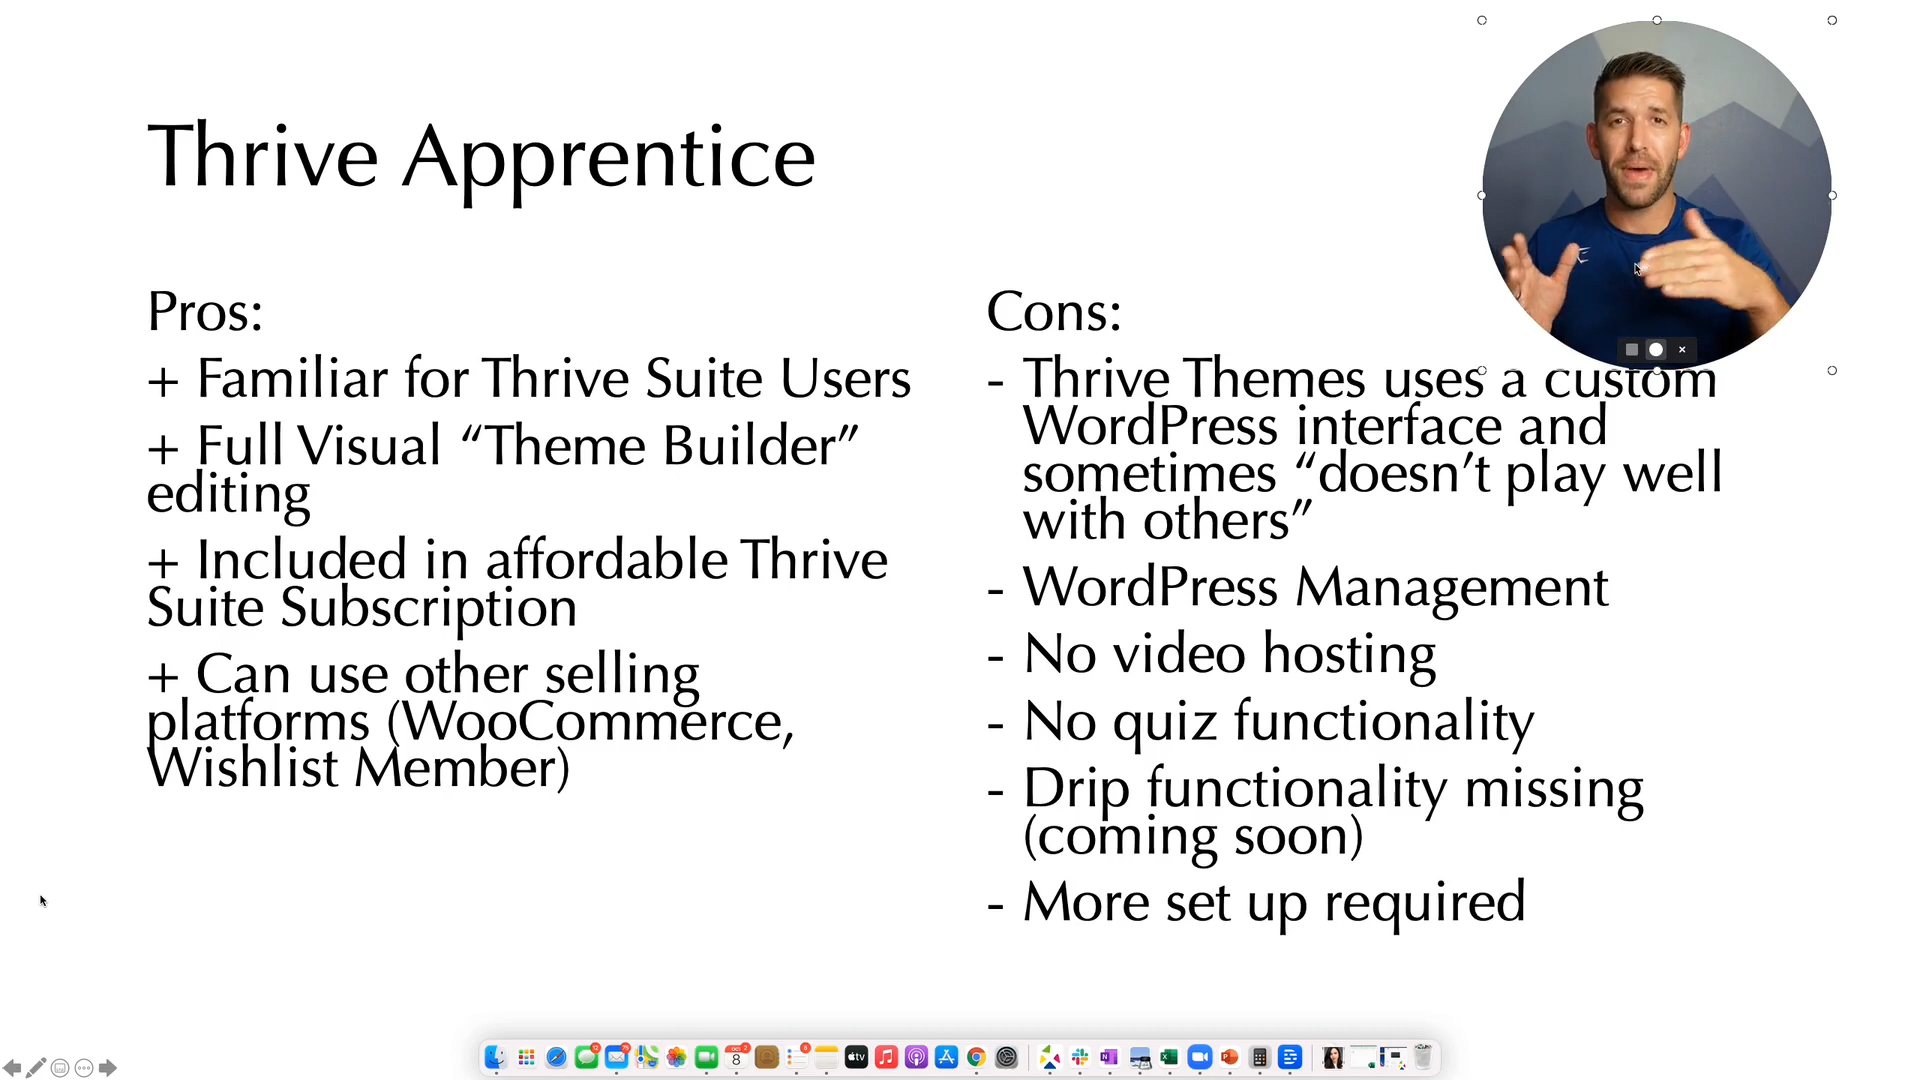 Thrive Apprentice
Pros:
+ Familiar for Thrive Suite Users
+ Full Visual “Theme Builder”
editing
+ Included in affordable Thrive
Suite Subscription
+ Can use other selling
platforms (WooCommerce,
Wishlist Member)
Cons:
- Thrive Themes uses a custom
WordPress interface and
sometimes “doesn’t play well
with others”
- WordPress Management
- No video hosting
- No quiz functionality
- Drip functionality missing
(coming soon)
- More set up required